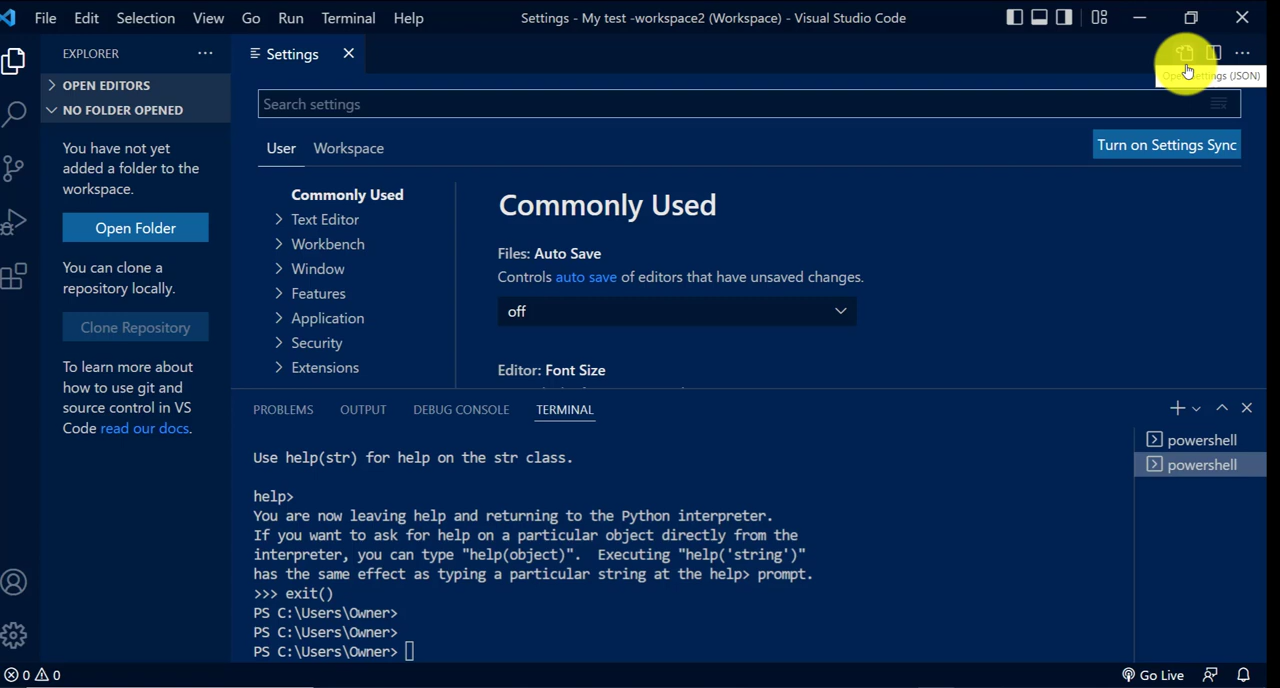 File Edit Selection View Go Run Terminal Help
Settings - My test -workspace2 (Workspace) - Visual Studio Code
EXPLORER
Settings
Open Settings (JSON)
OPEN EDITORS
NO FOLDER OPENED
You have not yet
added a folder to the
workspace.
Open Folder
You can clone a
repository locally.
Clone Repository
To learn more about
how to use git and
source control in VS
Code read our docs.
Search settings
User Workspace
Turn on Settings Sync
Commonly Used
Text Editor
Workbench
Window
Features
Application
Security
Extensions
Commonly Used
Files: Auto Save
Controls auto save of editors that have unsaved changes.
off
Editor: Font Size
PROBLEMS OUTPUT DEBUG CONSOLE TERMINAL
Use help(str) for help on the str class.
help>
You are now leaving help and returning to the Python interpreter.
If you want to ask for help on a particular object directly from the
interpreter, you can type "help(object)".  Executing "help('string')"
has the same effect as typing a particular string at the help> prompt.
>>> exit()
PS C:\Users\Owner>
PS C:\Users\Owner>
PS C:\Users\Owner>
powershell
powershell
0 0
Go Live